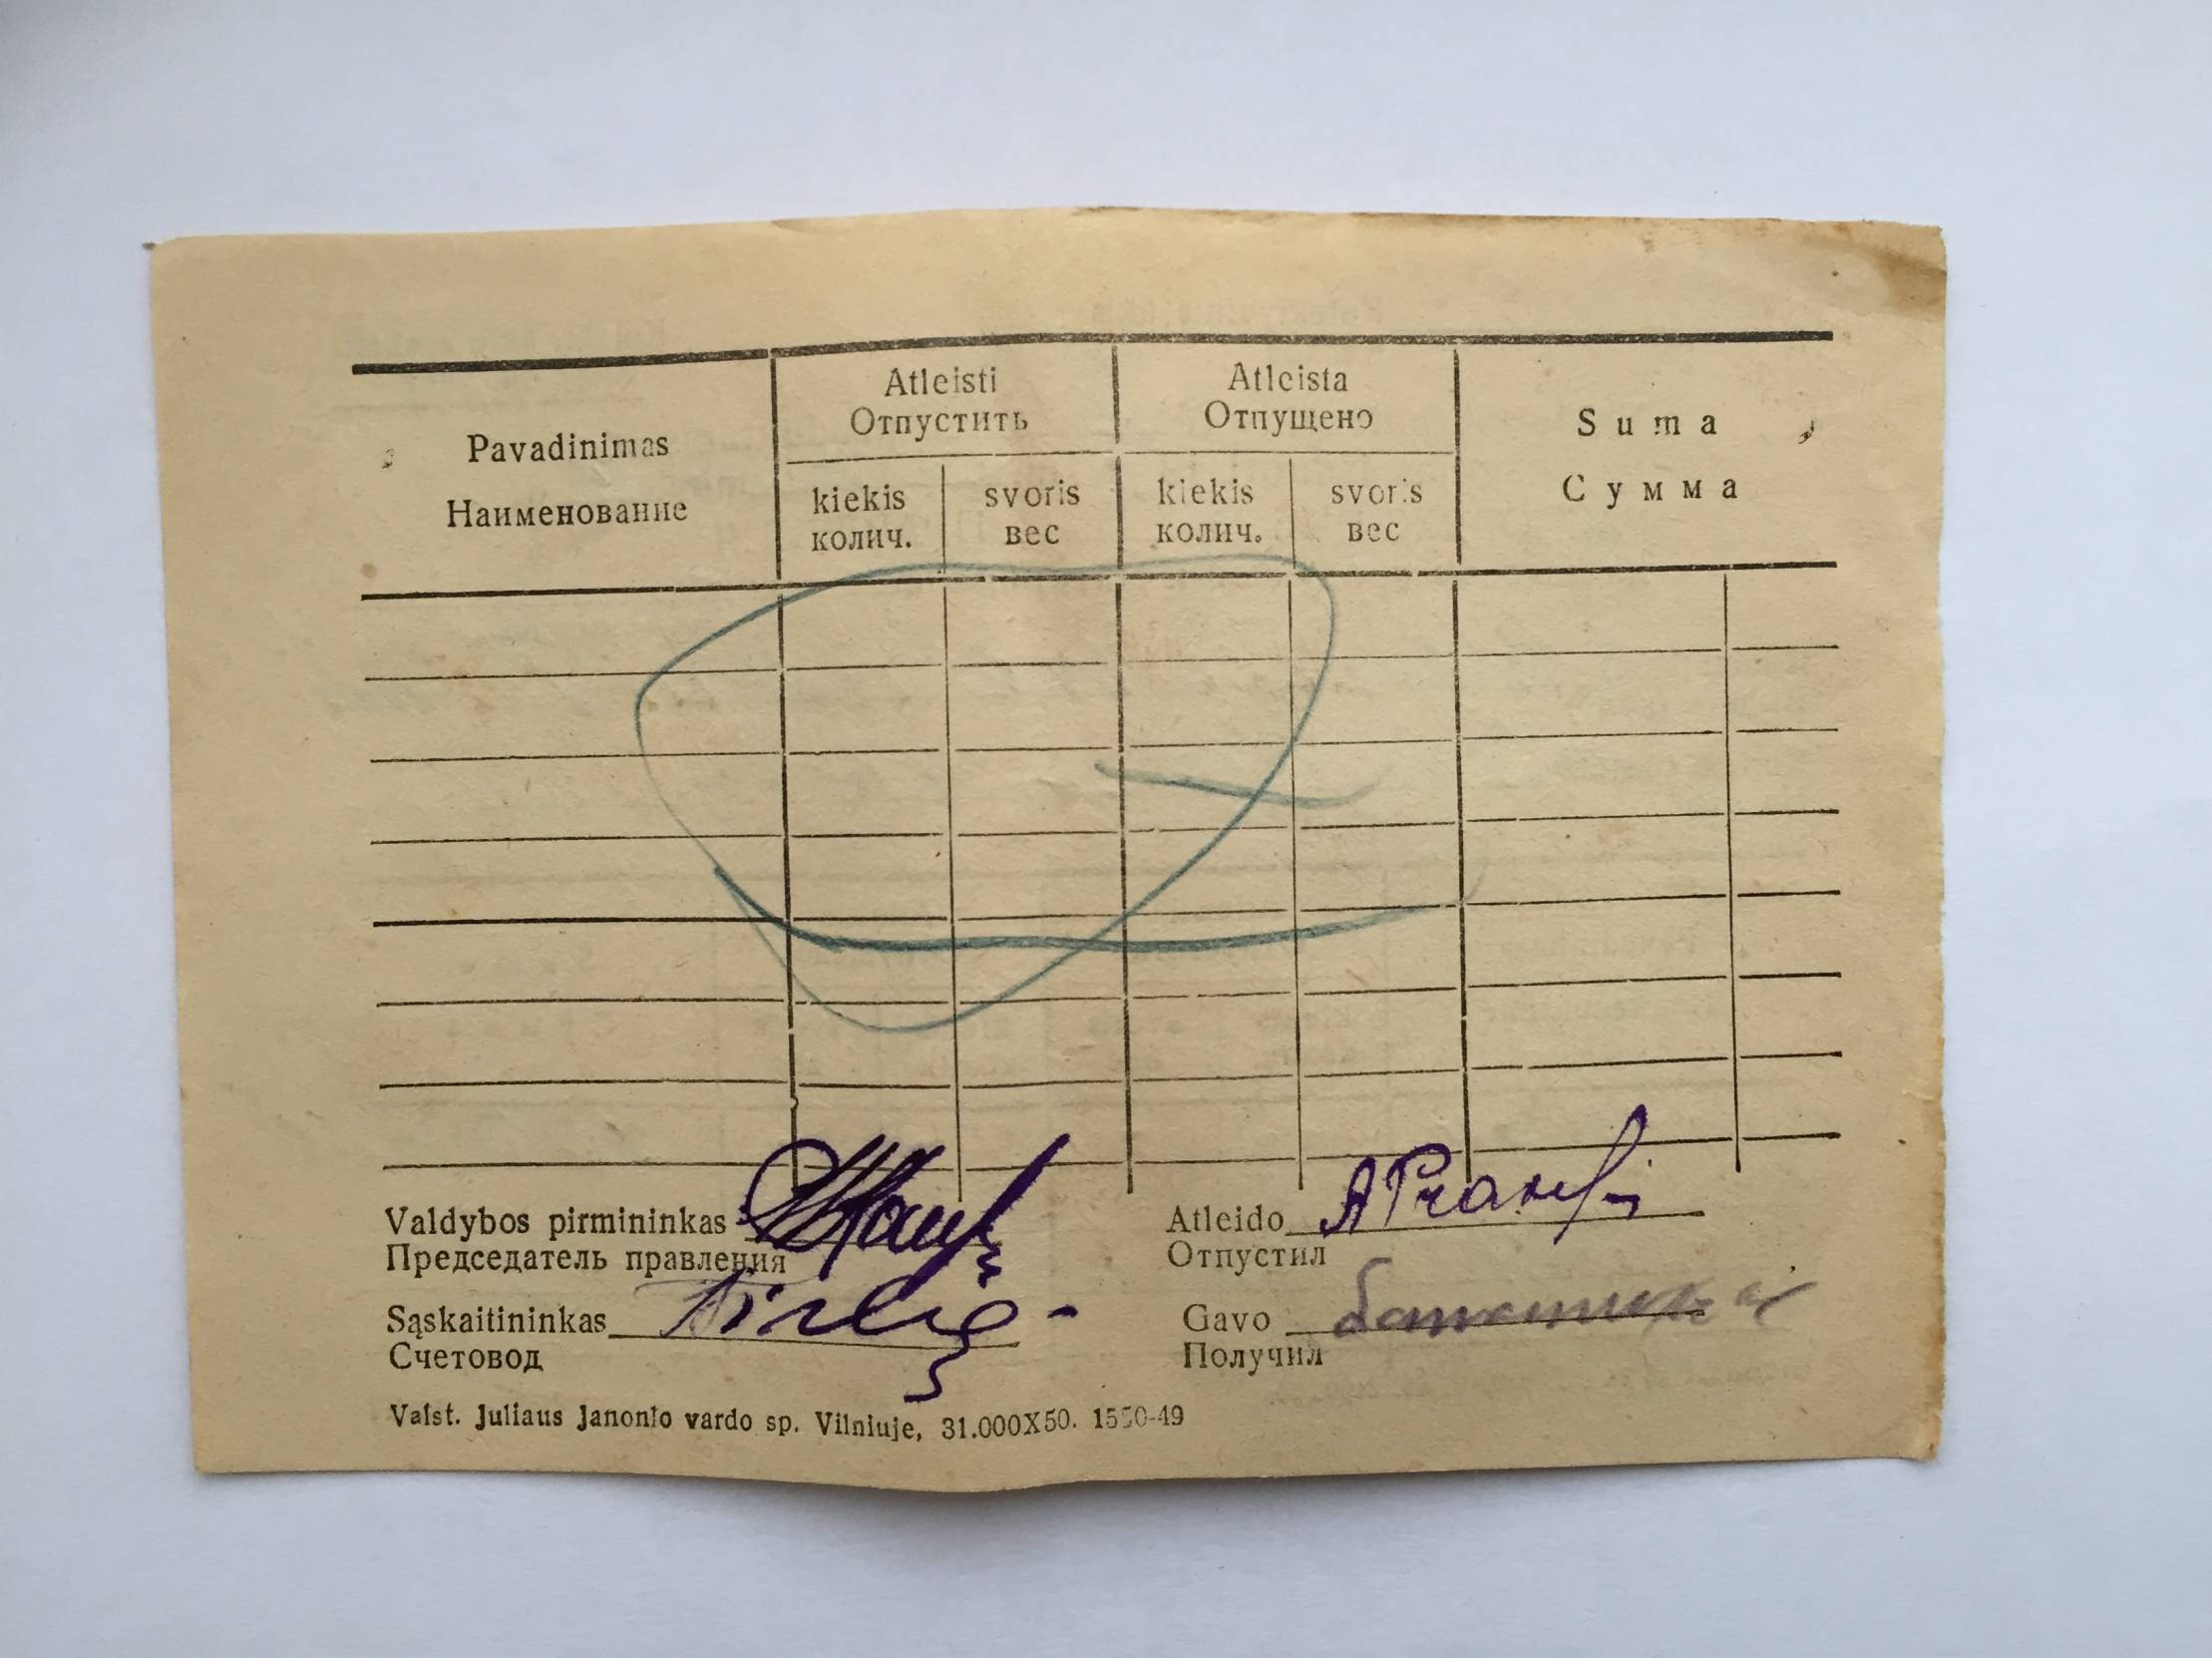 Pavadinimas
Наименование
Atleisti
Отпустить
Atleista
Отпущено
Suma
Сумма
kiekis
колич.
svoris
вес
kiekis
колич.
svoris
вес
Valdybos pirmininkas
Председатель правления
Atleido
Отпустил
Sąskaitininkas
Счетовод
Gavo
Получил
Valst. Juliaus Janonio vardo sp. Vilniuje, 31.000X50. 1550-49